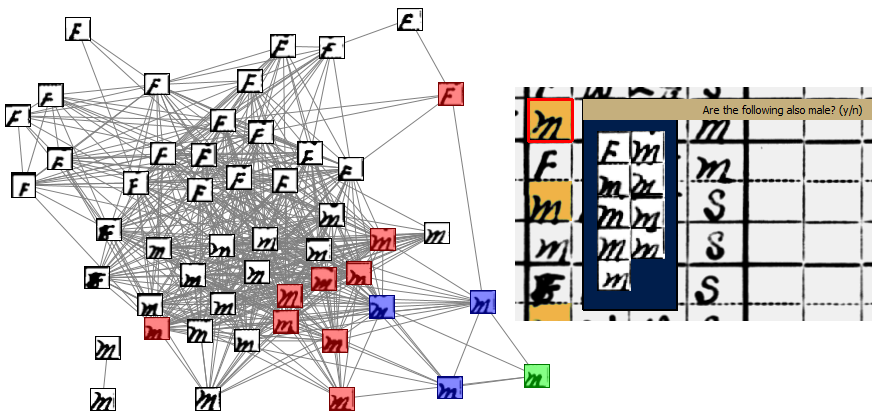 F
F
F F
F F
F F
F F
F
F F F F
F F F F F F
m
F m m m m m m
m m m F m
m m m m m
m m m
m m m
m m
m m m
Are the following also male? (y/n)
m F m m
F m m m
m m m S
m m m S
F m S